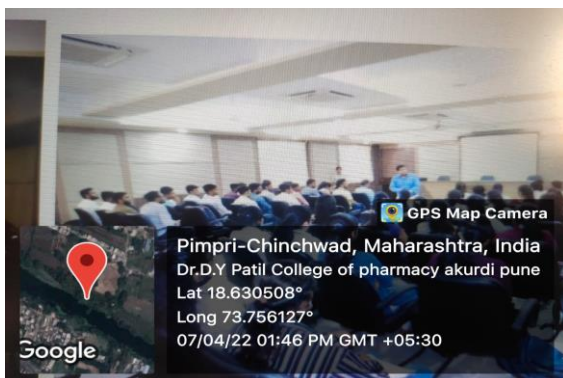 GPS Map Camera
Pimpri-Chinchwad, Maharashtra, India
Dr.D.Y Patil College of pharmacy akurdi pune
Lat 18.630508°
Long 73.756127°
07/04/22 01:46 PM GMT +05:30
Google